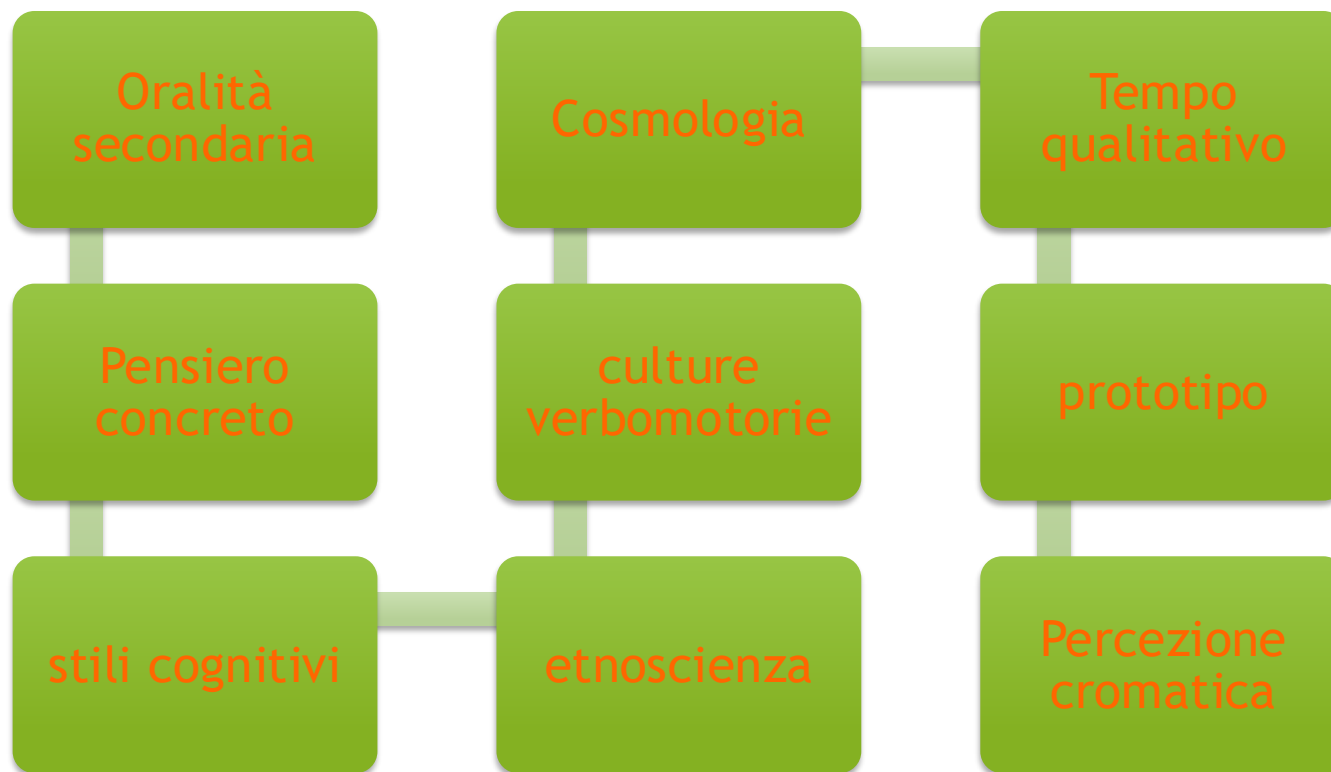 Oralità
secondaria
Pensiero
concreto
stili cognitivi
etnoscienza
culture
verbomotorie
Cosmologia
Tempo
qualitativo
prototipo
Percezione
cromatica